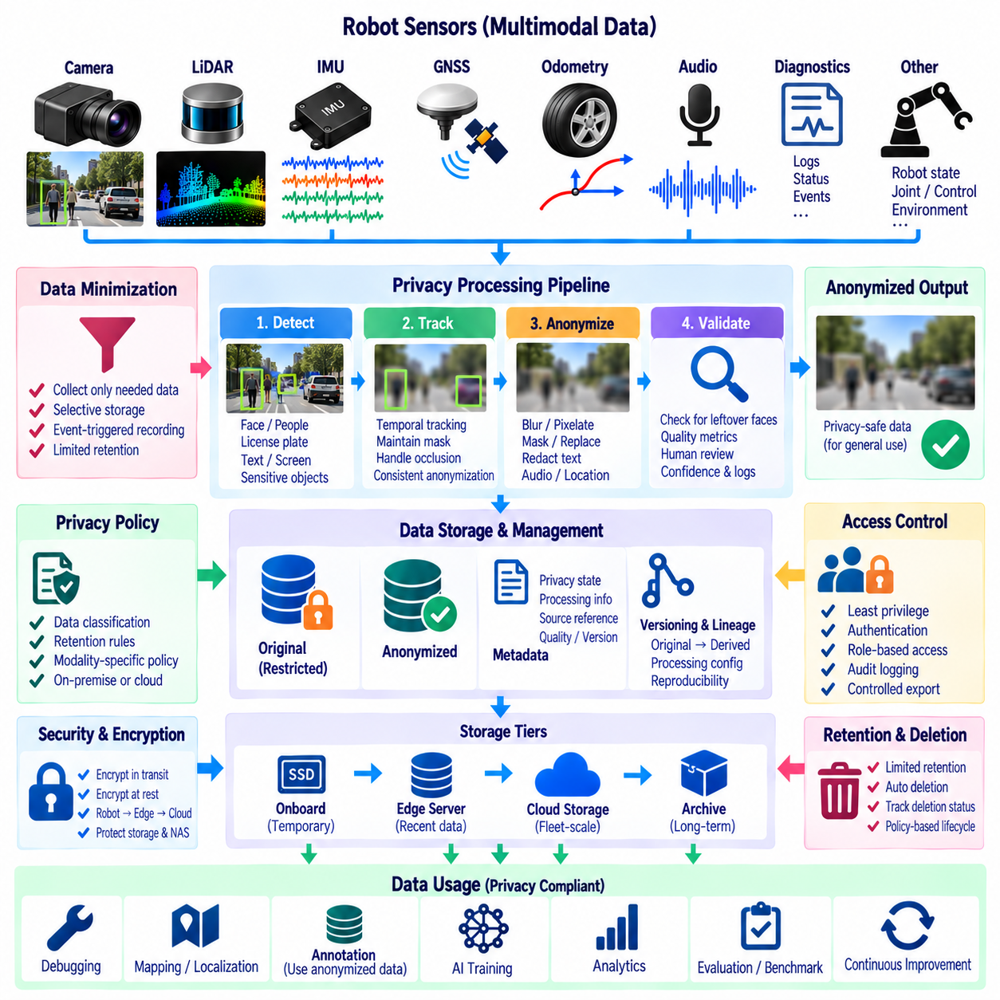 Robot Sensors (Multimodal Data)
Camera
LiDAR
IMU
GNSS
Odometry
Audio
Diagnostics
Other
IMU
Logs
Status
Events
...
Robot state
Joint / Control
Environment
...
Data Minimization
Collect only needed data
Selective storage
Event-triggered recording
Limited retention
Privacy Processing Pipeline
1. Detect
Face / People
License plate
Text / Screen
Sensitive objects
2. Track
Temporal tracking
Maintain mask
Handle occlusion
Consistent anonymization
3. Anonymize
Blur / Pixelate
Mask / Replace
Redact text
Audio / Location
4. Validate
Check for leftover faces
Quality metrics
Human review
Confidence & logs
Anonymized Output
Privacy-safe data
(for general use)
Privacy Policy
Data classification
Retention rules
Modality-specific policy
On-premise or cloud
Data Storage & Management
Original
(Restricted)
Anonymized
Privacy state
Processing info
Source reference
Quality / Version
Metadata
Versioning & Lineage
Original → Derived
Processing config
Reproducibility
Access Control
Least privilege
Authentication
Role-based access
Audit logging
Controlled export
Security & Encryption
Encrypt in transit
Encrypt at rest
Robot → Edge → Cloud
Protect storage & NAS
Storage Tiers
SSD
Onboard
(Temporary)
Edge Server
(Recent data)
Cloud Storage
(Fleet-scale)
Archive
(Long-term)
Retention & Deletion
Limited retention
Auto deletion
Track deletion status
Policy-based lifecycle
Data Usage (Privacy Compliant)
Debugging
Mapping / Localization
Annotation
(Use anonymized data)
AI Training
Analytics
Evaluation / Benchmark
Continuous Improvement